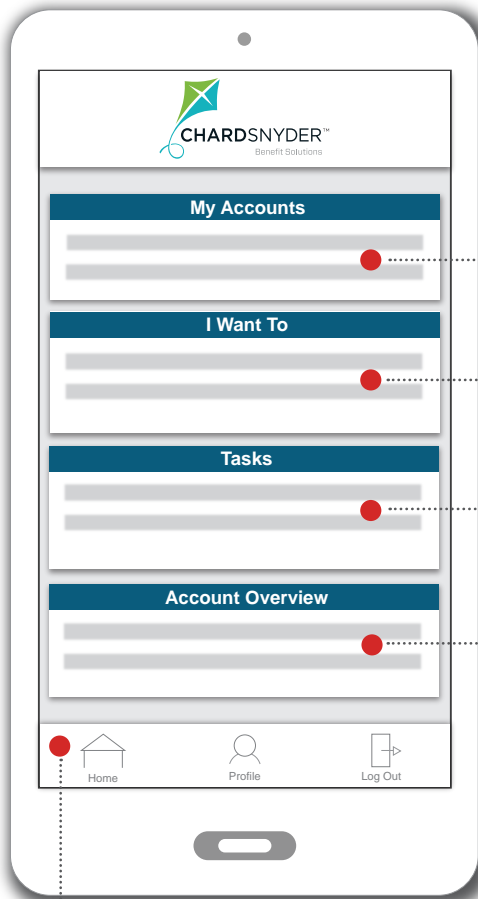 CHARDSNYDER™
Benefit Solutions
My Accounts
I Want To
Tasks
Account Overview
Home Profile Log Out